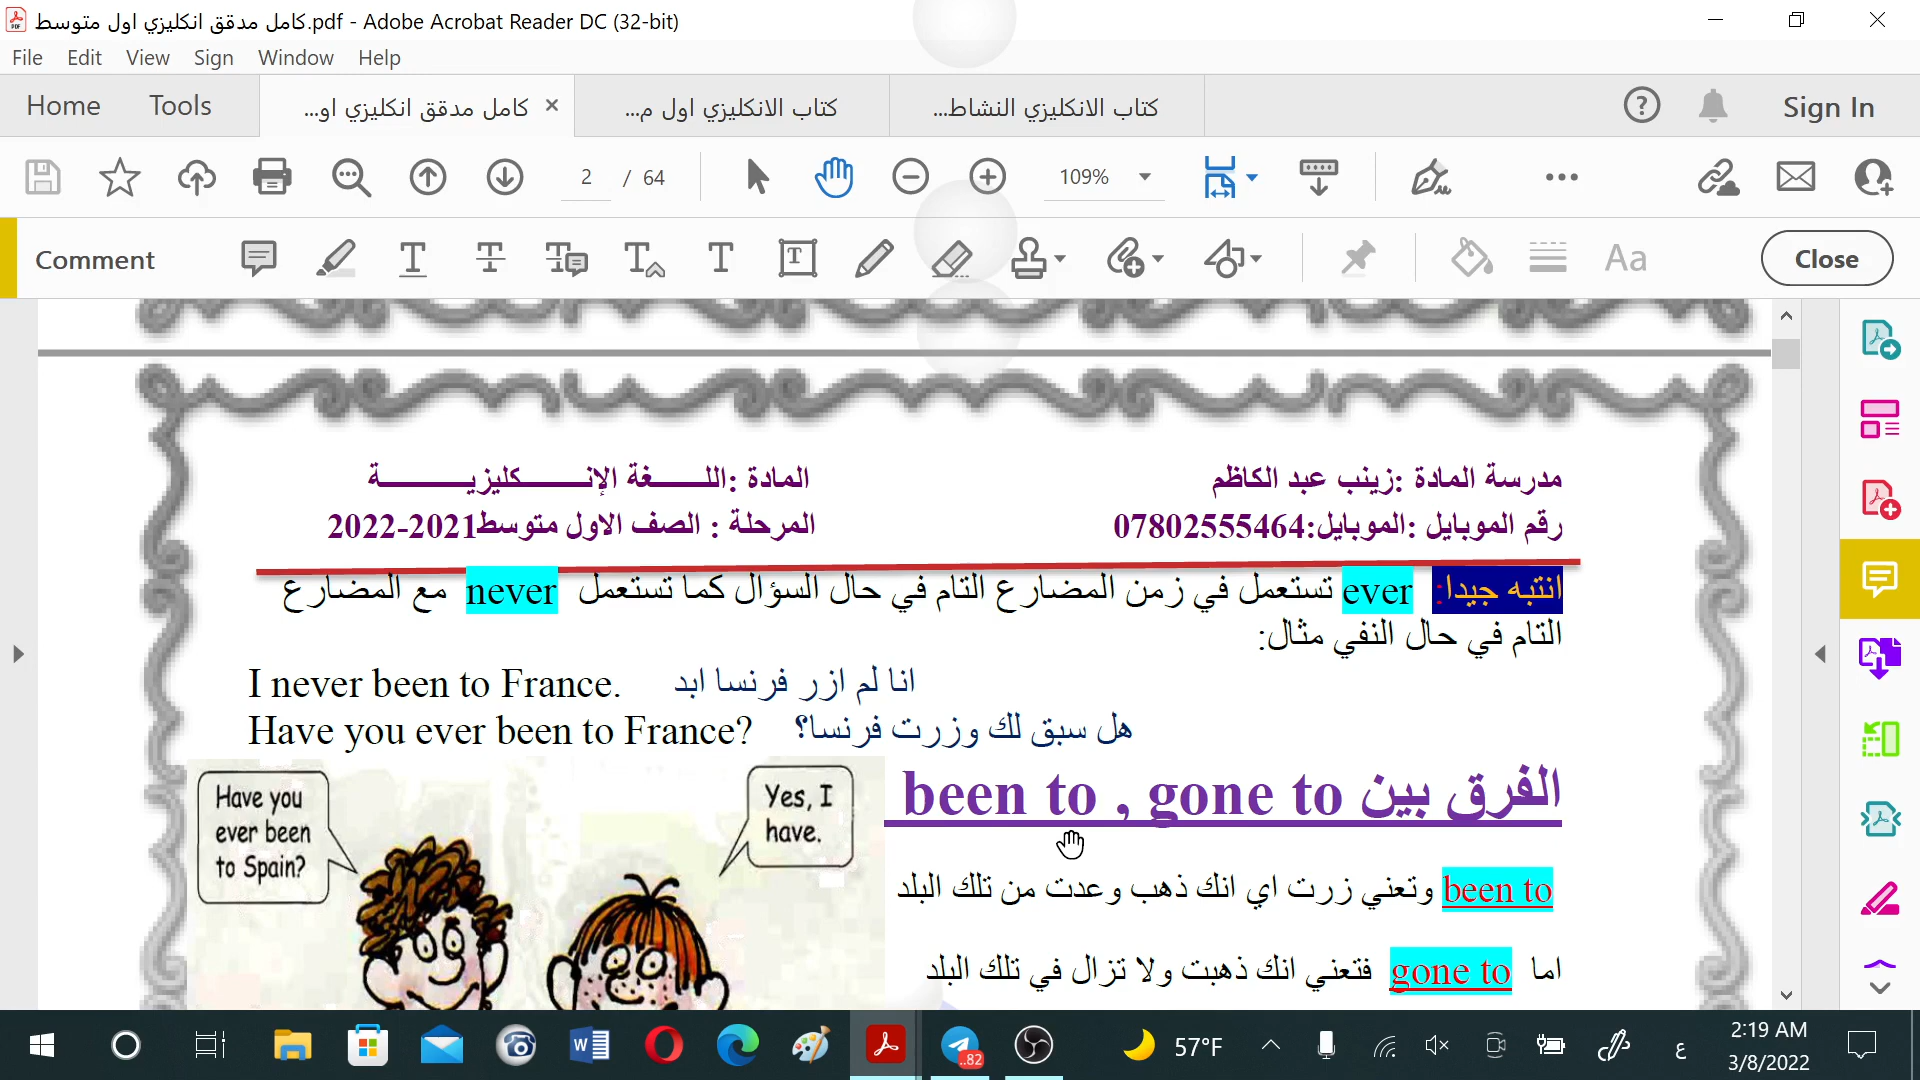 كامل مدقق انكليزي اول متوسط.pdf - Adobe Acrobat Reader DC (32-bit)
File Edit View Sign Window Help
Home Tools كامل مدقق انكليزي او... كتاب الانكليزي اول م... كتاب الانكليزي النشاط... Sign In
2 / 64 109%
Comment Close
مدرسة المادة :زينب عبد الكاظم
المادة :اللـــــغة الإنـــــــكليزيـــــــــة
رقم الموبايل :الموبايل:07802555464
المرحلة : الصف الاول متوسط2021-2022
انتبه جيدا: ever تستعمل في زمن المضارع التام في حال السؤال كما تستعمل never مع المضارع
التام في حال النفي مثال:
I never been to France. انا لم ازر فرنسا ابد
Have you ever been to France? هل سبق لك وزرت فرنسا؟
Have you
ever been
to Spain?
Yes, I
have.
الفرق بين been to , gone to
been to وتعني زرت اي انك ذهب وعدت من تلك البلد
اما gone to فتعني انك ذهبت ولا تزال في تلك البلد
..82
57°F
ع
2:19 AM
3/8/2022